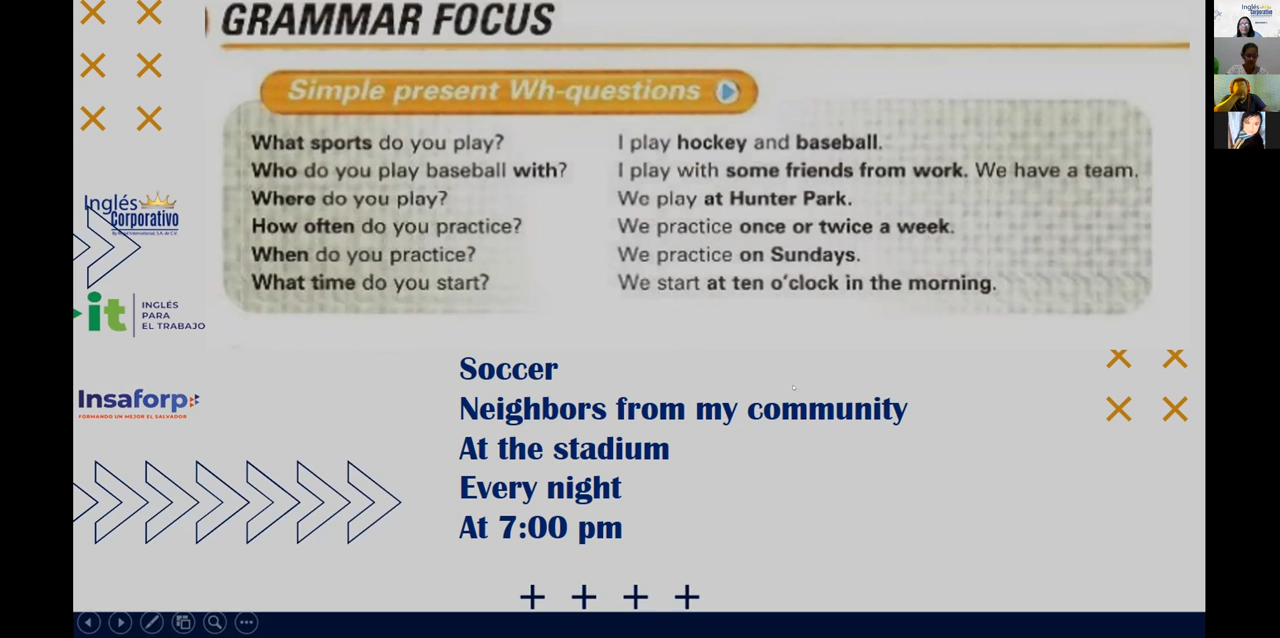 GRAMMAR FOCUS
Simple present Wh-questions
What sports do you play? I play hockey and baseball.
Who do you play baseball with? I play with some friends from work. We have a team.
Where do you play? We play at Hunter Park.
How often do you practice? We practice once or twice a week.
When do you practice? We practice on Sundays.
What time do you start? We start at ten o'clock in the morning.
Inglés
Corporativo
it INGLÉS
PARA
EL TRABAJO
Insaforp
FORMANDO UN MEJOR EL SALVADOR
Soccer
Neighbors from my community
At the stadium
Every night
At 7:00 pm
Inglés
Corporativo